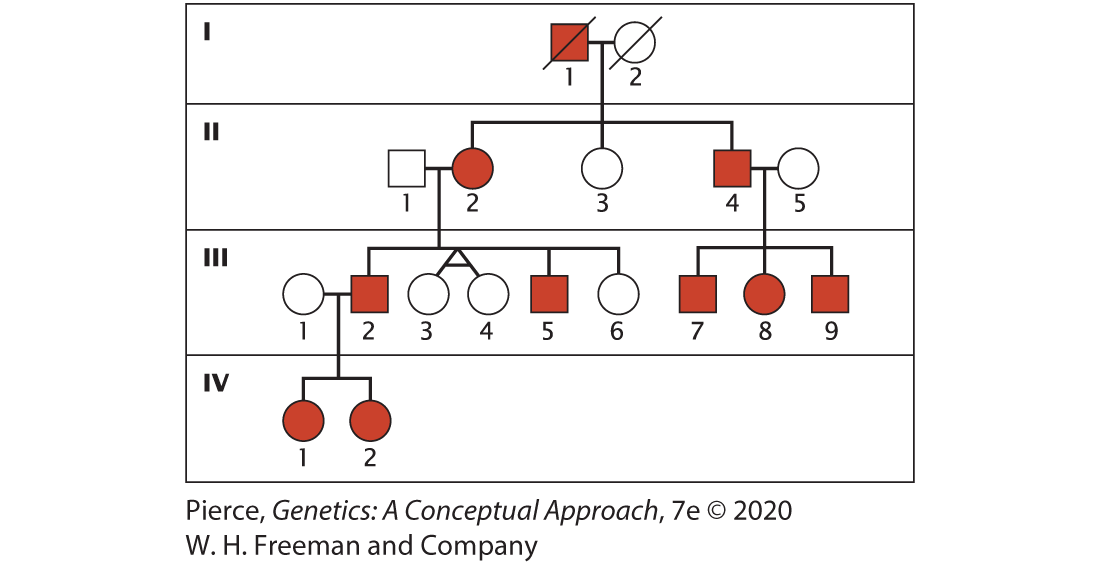 I
1 2
II
1 2 3 4 5
III
1 2 3 4 5 6 7 8 9
IV
1 2
Pierce, Genetics: A Conceptual Approach, 7e © 2020
W. H. Freeman and Company